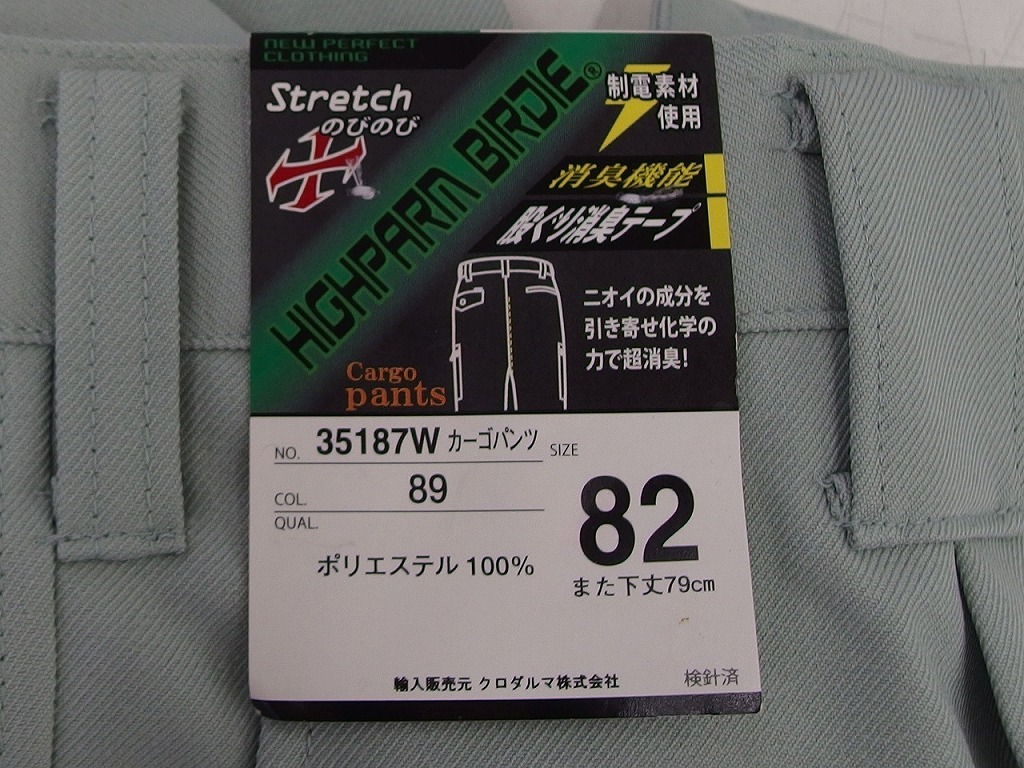 NEW PERFECT
CLOTHING
Stretch
のびのび
HIGHPARM BIRDIE®
制電素材
使用
消臭機能
股ぐり消臭テープ
ニオイの成分を
引き寄せ化学の
力で超消臭!
Cargo
pants
NO. 35187W カーゴパンツ
COL. 89
QUAL.
ポリエステル 100%
SIZE
82
また下丈79cm
輸入販売元 クロダルマ株式会社
検針済